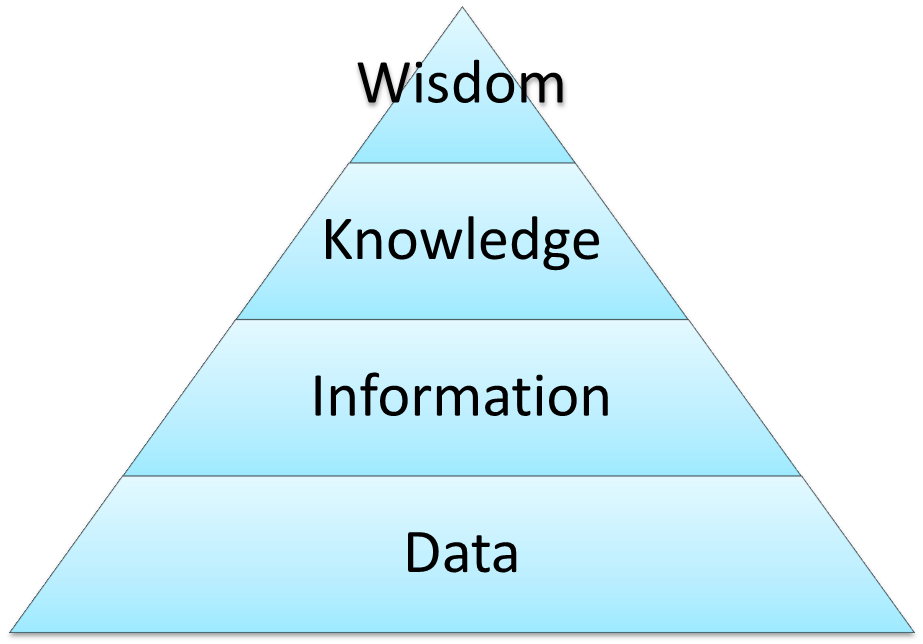 Wisdom
Knowledge
Information
Data